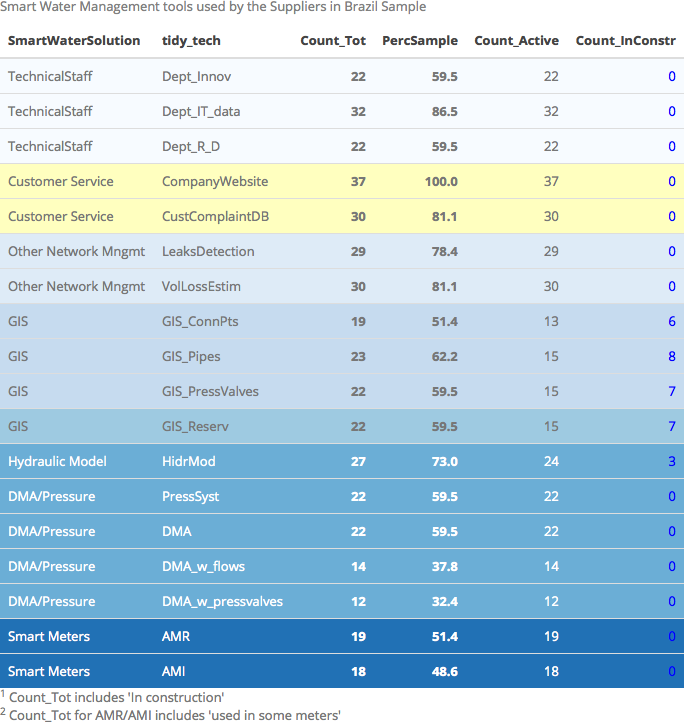 Smart Water Management tools used by the Suppliers in Brazil Sample
SmartWaterSolution tidy_tech Count_Tot PercSample Count_Active Count_InConstr
TechnicalStaff Dept_Innov 22 59.5 22 0
TechnicalStaff Dept_IT_data 32 86.5 32 0
TechnicalStaff Dept_R_D 22 59.5 22 0
Customer Service CompanyWebsite 37 100.0 37 0
Customer Service CustComplaintDB 30 81.1 30 0
Other Network Mngmt LeaksDetection 29 78.4 29 0
Other Network Mngmt VolLossEstim 30 81.1 30 0
GIS GIS_ConnPts 19 51.4 13 6
GIS GIS_Pipes 23 62.2 15 8
GIS GIS_PressValves 22 59.5 15 7
GIS GIS_Reserv 22 59.5 15 7
Hydraulic Model HidrMod 27 73.0 24 3
DMA/Pressure PressSyst 22 59.5 22 0
DMA/Pressure DMA 22 59.5 22 0
DMA/Pressure DMA_w_flows 14 37.8 14 0
DMA/Pressure DMA_w_pressvalves 12 32.4 12 0
Smart Meters AMR 19 51.4 19 0
Smart Meters AMI 18 48.6 18 0
1 Count_Tot includes 'In construction'
2 Count_Tot for AMR/AMI includes 'used in some meters'